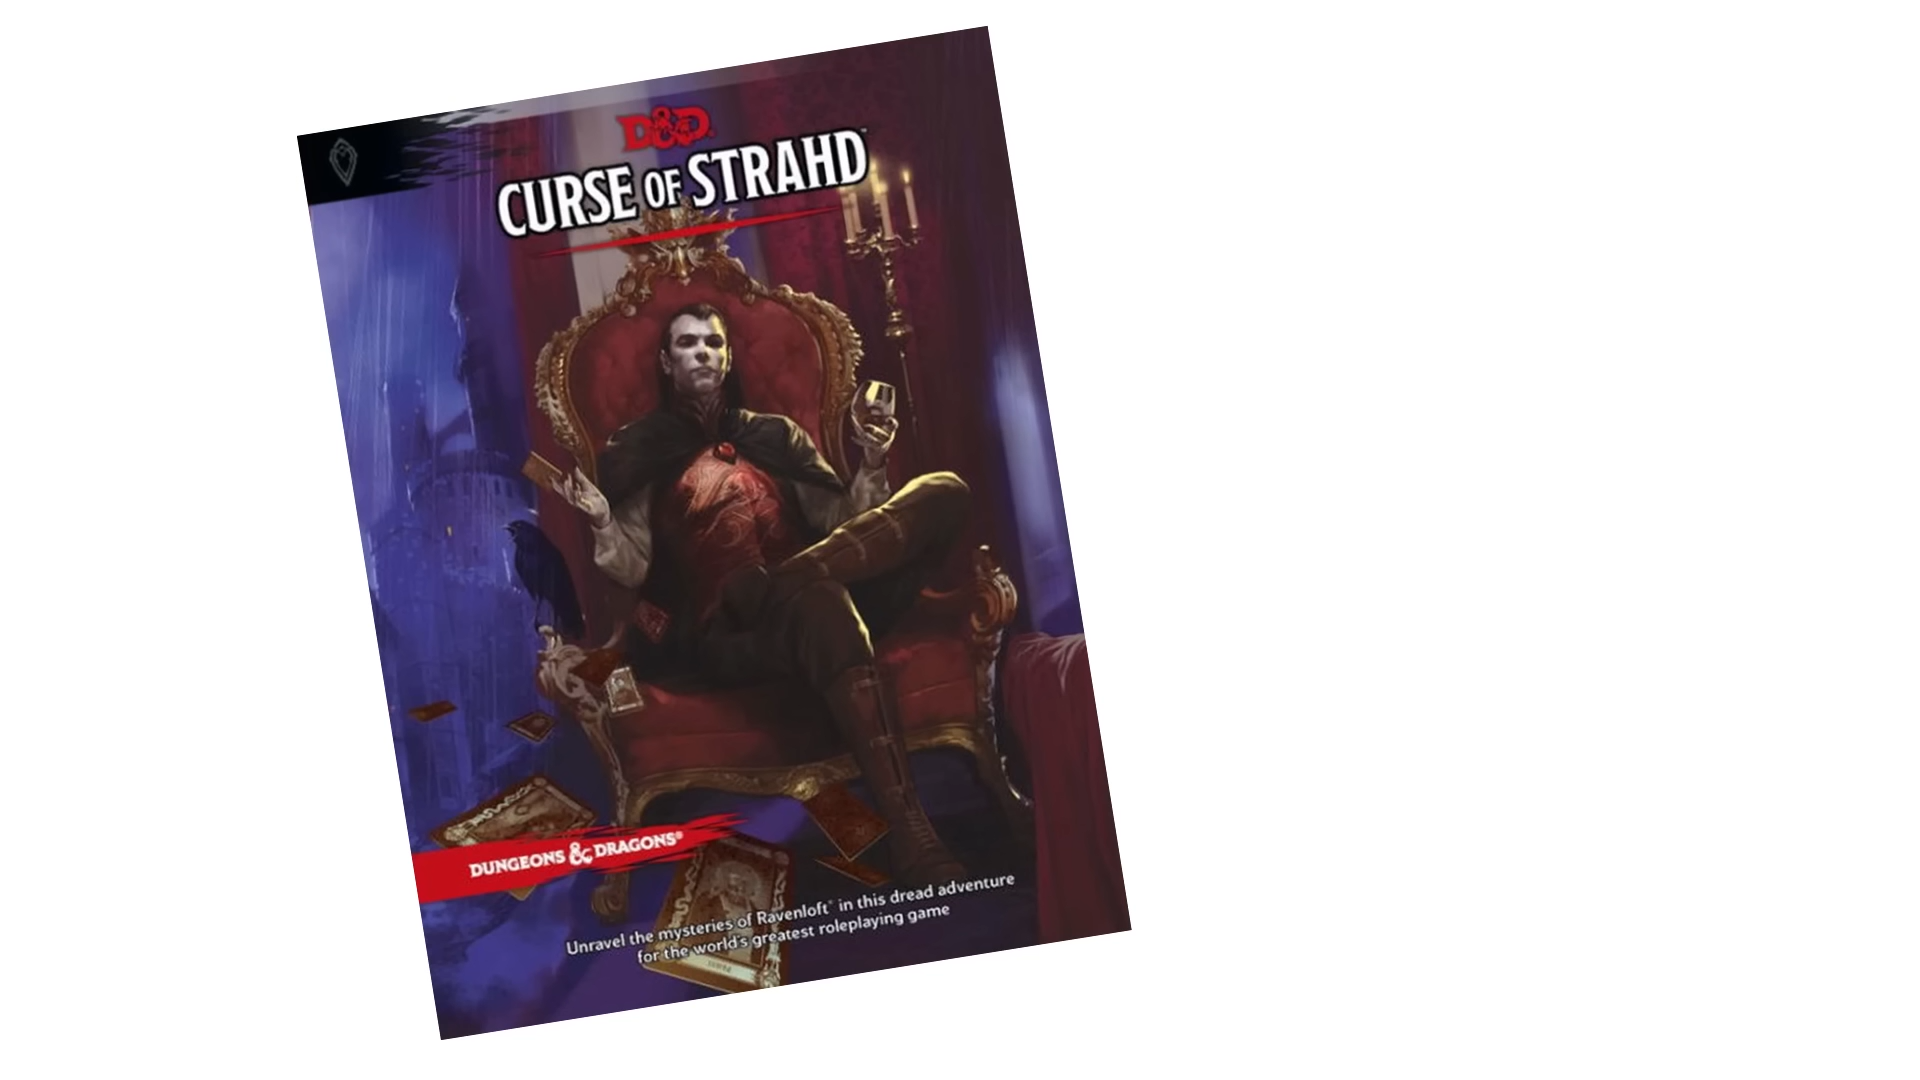 D&D
CURSE OF STRAHD™
DUNGEONS & DRAGONS®
Unravel the mysteries of Ravenloft® in this dread adventure
for the world's greatest roleplaying game